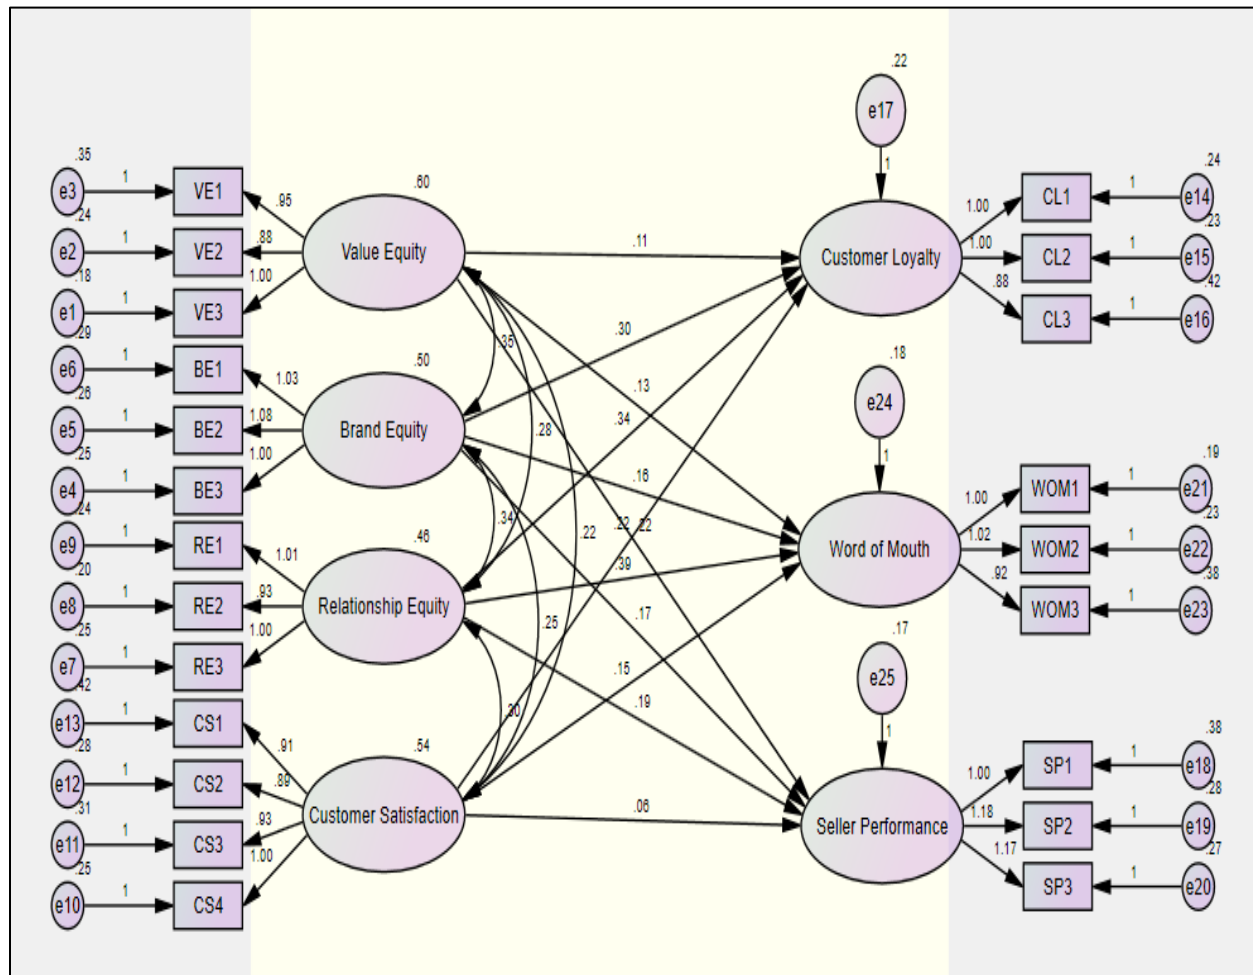 .22
e17
.35
.60
.24
e3
1
VE1
.95
1
1.00
CL1
1
e14
.24
.23
e2
1
VE2
.88
Value Equity
.11
Customer Loyalty
1.00
CL2
1
e15
.18
1.00
.88
.42
e1
1
VE3
CL3
1
e16
.29
.35
.30
e6
1
BE1
.50
.18
.26
1.03
.13
e24
e5
1
BE2
1.08
Brand Equity
.34
.28
.25
1.00
1
.19
e4
1
BE3
.16
1.00
WOM1
1
e21
.24
.23
e9
1
RE1
1.01
.34
.46
.22
.22
.22
Word of Mouth
1.02
WOM2
1
e22
.20
.39
.92
.38
e8
1
RE2
.93
Relationship Equity
WOM3
1
e23
.25
1.00
.25
.17
.17
e7
1
RE3
.15
e25
.42
.19
e13
1
CS1
.30
1
.38
.28
.91
.54
1.00
SP1
1
e18
e12
1
CS2
.89
.28
.31
.93
Customer Satisfaction
.06
Seller Performance
1.18
SP2
1
e19
e11
1
CS3
1.17
.27
.25
1.00
SP3
1
e20
e10
1
CS4